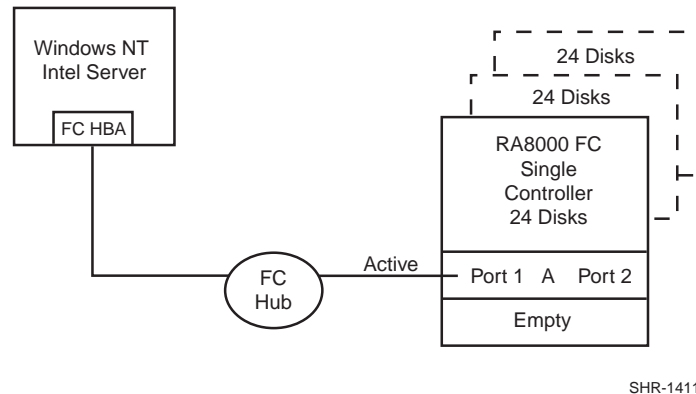 Windows NT
Intel Server
FC HBA
24 Disks
24 Disks
RA8000 FC
Single
Controller
24 Disks
FC
Hub
Active
Port 1 A Port 2
Empty
SHR-1411